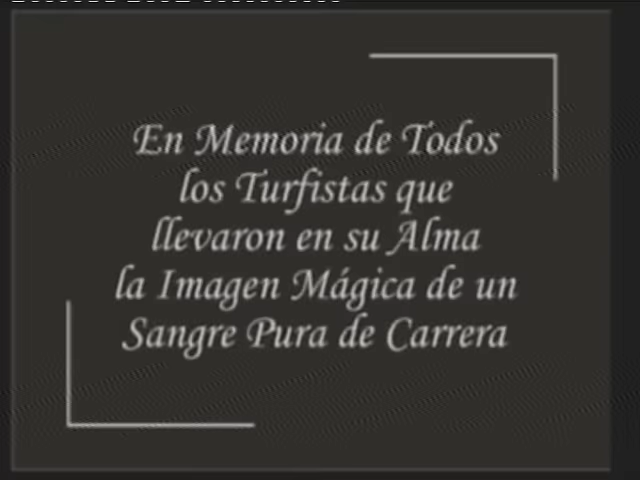 En Memoria de Todos
los Turfistas que
llevaron en su Alma
la Imagen Mágica de un
Sangre Pura de Carrera